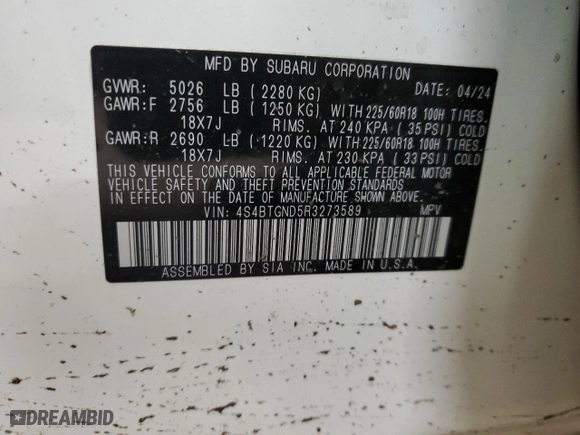 MFD BY SUBARU CORPORATION DATE: 04/24
GVWR: 5026 LB (2280 KG)
GAWR:F 2756 LB (1250 KG) WITH 225/60R18 100H TIRES.
18X7J RIMS. AT 240 KPA (35 PSI) COLD
GAWR:R 2690 LB (1220 KG) WITH 225/60R18 100H TIRES.
18X7J RIMS. AT 230 KPA (33 PSI) COLD
THIS VEHICLE CONFORMS TO ALL APPLICABLE FEDERAL MOTOR
VEHICLE SAFETY AND THEFT PREVENTION STANDARDS
IN EFFECT ON THE DATE OF MANUFACTURE SHOWN ABOVE.
VIN: 4S4BTGND5R3273589 MPV
ASSEMBLED BY SIA INC. MADE IN U.S.A.
DREAMBID